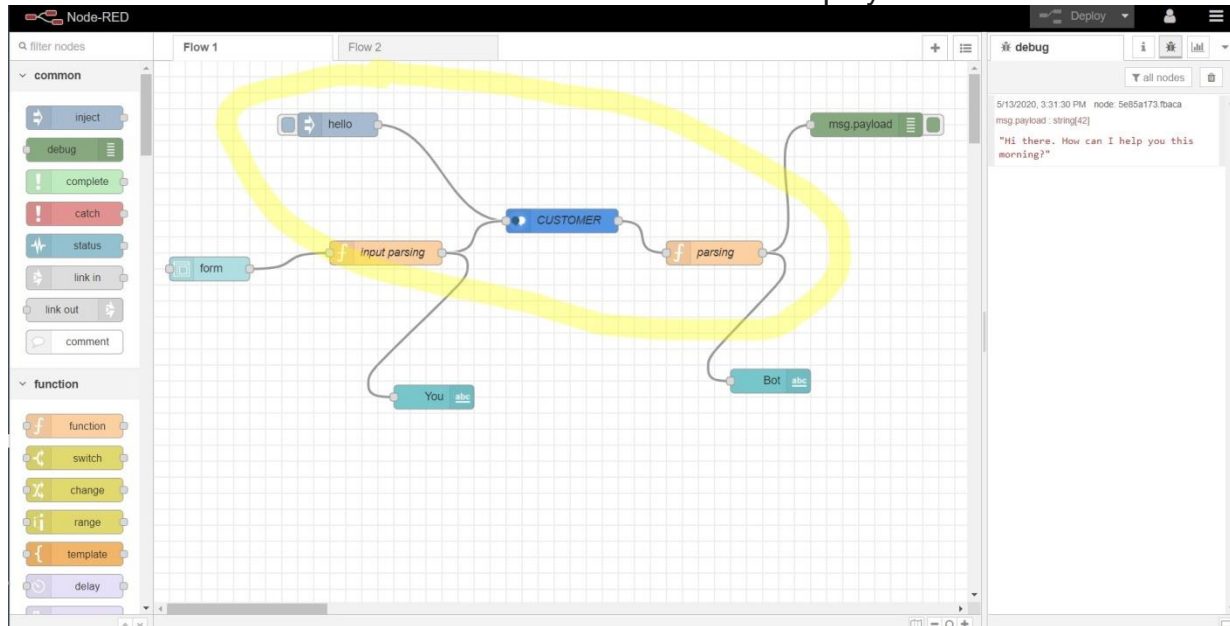 Node-RED
Deploy
filter nodes
Flow 1
Flow 2
debug
i
all nodes
common
inject
debug
complete
catch
status
link in
link out
comment
function
function
switch
change
range
template
delay
hello
msg.payload
CUSTOMER
input parsing
parsing
form
You abc
Bot abc
5/13/2020, 3:31:30 PM node: 5e85a173.fbaca
msg.payload : string[42]
"Hi there. How can I help you this
morning?"